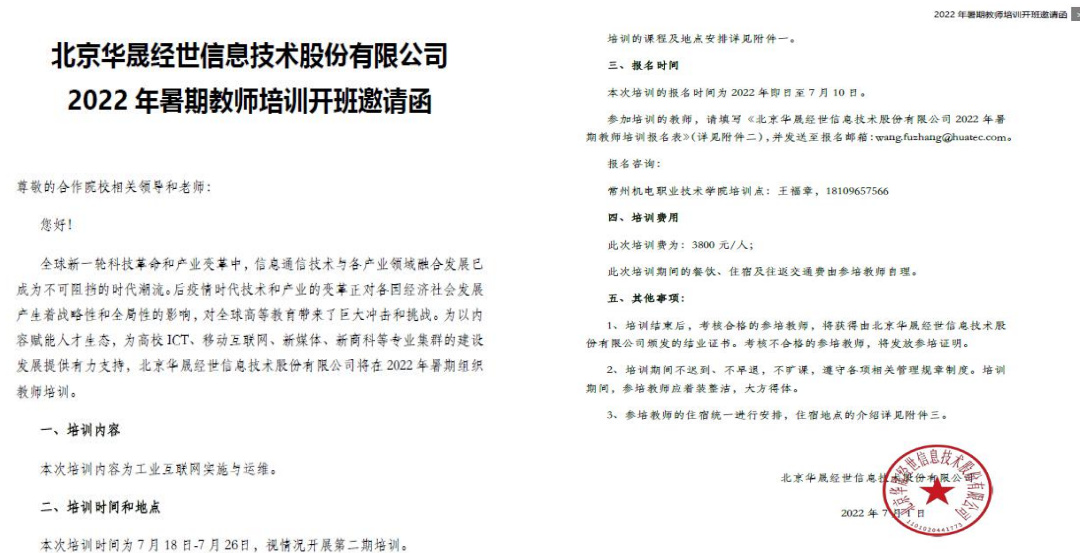 北京华晟经世信息技术股份有限公司
2022 年暑期教师培训开班邀请函
尊敬的合作院校相关领导和老师：
您好！
全球新一轮科技革命和产业变革中，信息通信技术与各产业领域融合发展已
成为不可阻挡的时代潮流。后疫情时代技术和产业的变革正对各国经济社会发展
产生着战略性和全局性的影响，对全球高等教育带来了巨大冲击和挑战。为以内
容赋能人才生态，为高校 ICT、移动互联网、新媒体、新商科等专业集群的建设
发展提供有力支持，北京华晟经世信息技术股份有限公司将在 2022 年暑期组织
教师培训。
一、培训内容
本次培训内容为工业互联网实施与运维。
二、培训时间和地点
本次培训时间为 7 月 18 日-7 月 26日，视情况开展第二期培训。
2022 年暑期教师培训开班邀请函
培训的课程及地点安排详见附件一。
三、报名时间
本次培训的报名时间为 2022 年即日至 7 月 10 日。
参加培训的教师，请填写《北京华晟经世信息技术股份有限公司 2022 年暑
期教师培训报名表》（详见附件二），并发送至报名邮箱：wang.fuzhang@huatec.com。
报名咨询：
常州机电职业技术学院培训点：王福章，18109657566
四、培训费用
此次培训费为：3800 元/人；
此次培训期间的餐饮、住宿及往返交通费由参培教师自理。
五、其他事项：
1、培训结束后，考核合格的参培教师，将获得由北京华晟经世信息技术股
份有限公司颁发的结业证书。考核不合格的参培教师，将发放参培证明。
2、培训期间不迟到、不早退，不旷课，遵守各项相关管理规章制度。培训
期间，参培教师应着装整洁，大方得体。
3、参培教师的住宿统一进行安排，住宿地点的介绍详见附件三。
北京华晟经世信息技术股份有限公司
2022 年 7 月 1 日
北京华晟经世信息技术股份有限公司
1101020441773